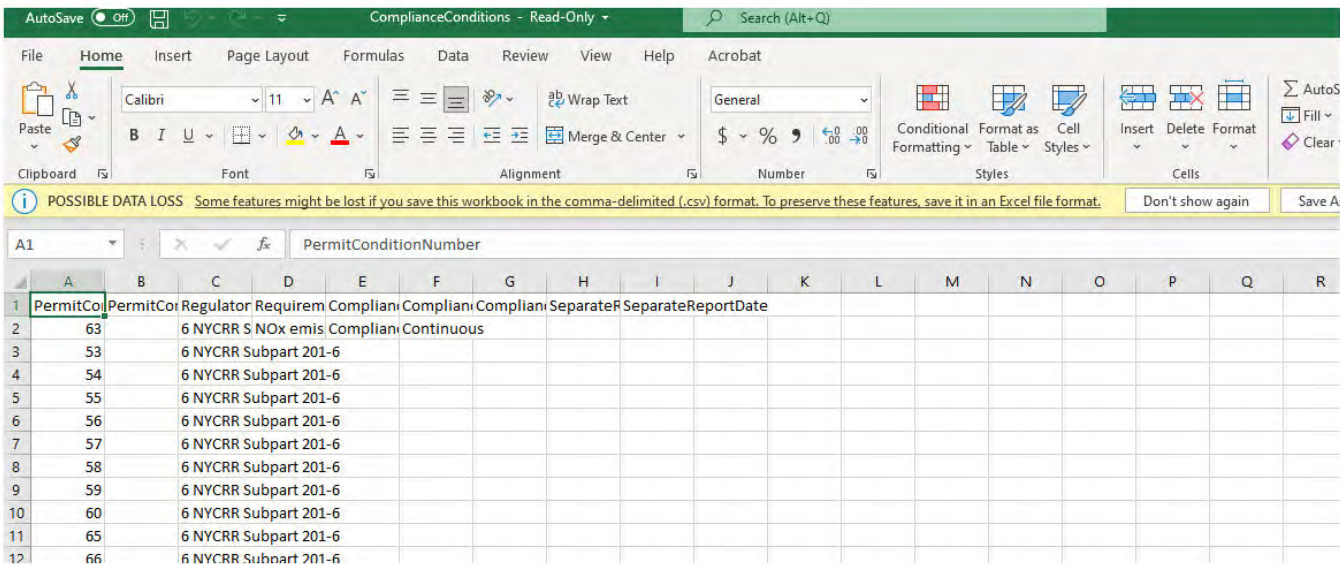 AutoSave Off ComplianceConditions - Read-Only Search (Alt+Q)
File Home Insert Page Layout Formulas Data Review View Help Acrobat
Paste Calibri 11 A^ A˅ ab Wrap Text General Conditional Formatting Format as Table Cell Styles Insert Delete Format AutoS
B I U A Merge & Center $ % 9 .00 Fill
Clear
Clipboard Font Alignment Number Styles Cells
POSSIBLE DATA LOSS Some features might be lost if you save this workbook in the comma-delimited (.csv) format. To preserve these features, save it in an Excel file format. Don't show again Save A
A1 fx PermitConditionNumber
A B C D E F G H I J K L M N O P Q R
1 PermitCo PermitCo Regulator Requirem Complian Complian Complian SeparateR SeparateReportDate
2 63 6 NYCRR S NOx emis Complian Continuous
3 53 6 NYCRR Subpart 201-6
4 54 6 NYCRR Subpart 201-6
5 55 6 NYCRR Subpart 201-6
6 56 6 NYCRR Subpart 201-6
7 57 6 NYCRR Subpart 201-6
8 58 6 NYCRR Subpart 201-6
9 59 6 NYCRR Subpart 201-6
10 60 6 NYCRR Subpart 201-6
11 65 6 NYCRR Subpart 201-6
12 66 6 NYCRR Subpart 201-6